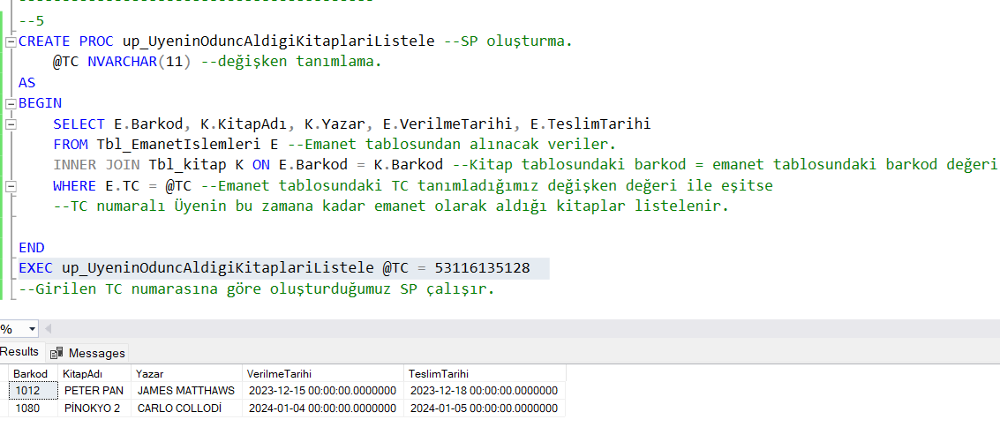 --5
CREATE PROC up_UyeninOduncAldigiKitaplariListele --SP oluşturma.
@TC NVARCHAR(11) --değişken tanımlama.
AS
BEGIN
SELECT E.Barkod, K.KitapAdı, K.Yazar, E.VerilmeTarihi, E.TeslimTarihi
FROM Tbl_EmanetIslemleri E --Emanet tablosundan alınacak veriler.
INNER JOIN Tbl_kitap K ON E.Barkod = K.Barkod --Kitap tablosundaki barkod = emanet tablosundaki barkod değeri
WHERE E.TC = @TC --Emanet tablosundaki TC tanımladığımız değişken değeri ile eşitse
--TC numaralı Üyenin bu zamana kadar emanet olarak aldığı kitaplar listelenir.
END
EXEC up_UyeninOduncAldigiKitaplariListele @TC = 53116135128
--Girilen TC numarasına göre oluşturduğumuz SP çalışır.
%
Results Messages
Barkod KitapAdı Yazar VerilmeTarihi TeslimTarihi
1012 PETER PAN JAMES MATTHAWS 2023-12-15 00:00:00.0000000 2023-12-18 00:00:00.0000000
1080 PİNOKYO 2 CARLO COLLODİ 2024-01-04 00:00:00.0000000 2024-01-05 00:00:00.0000000